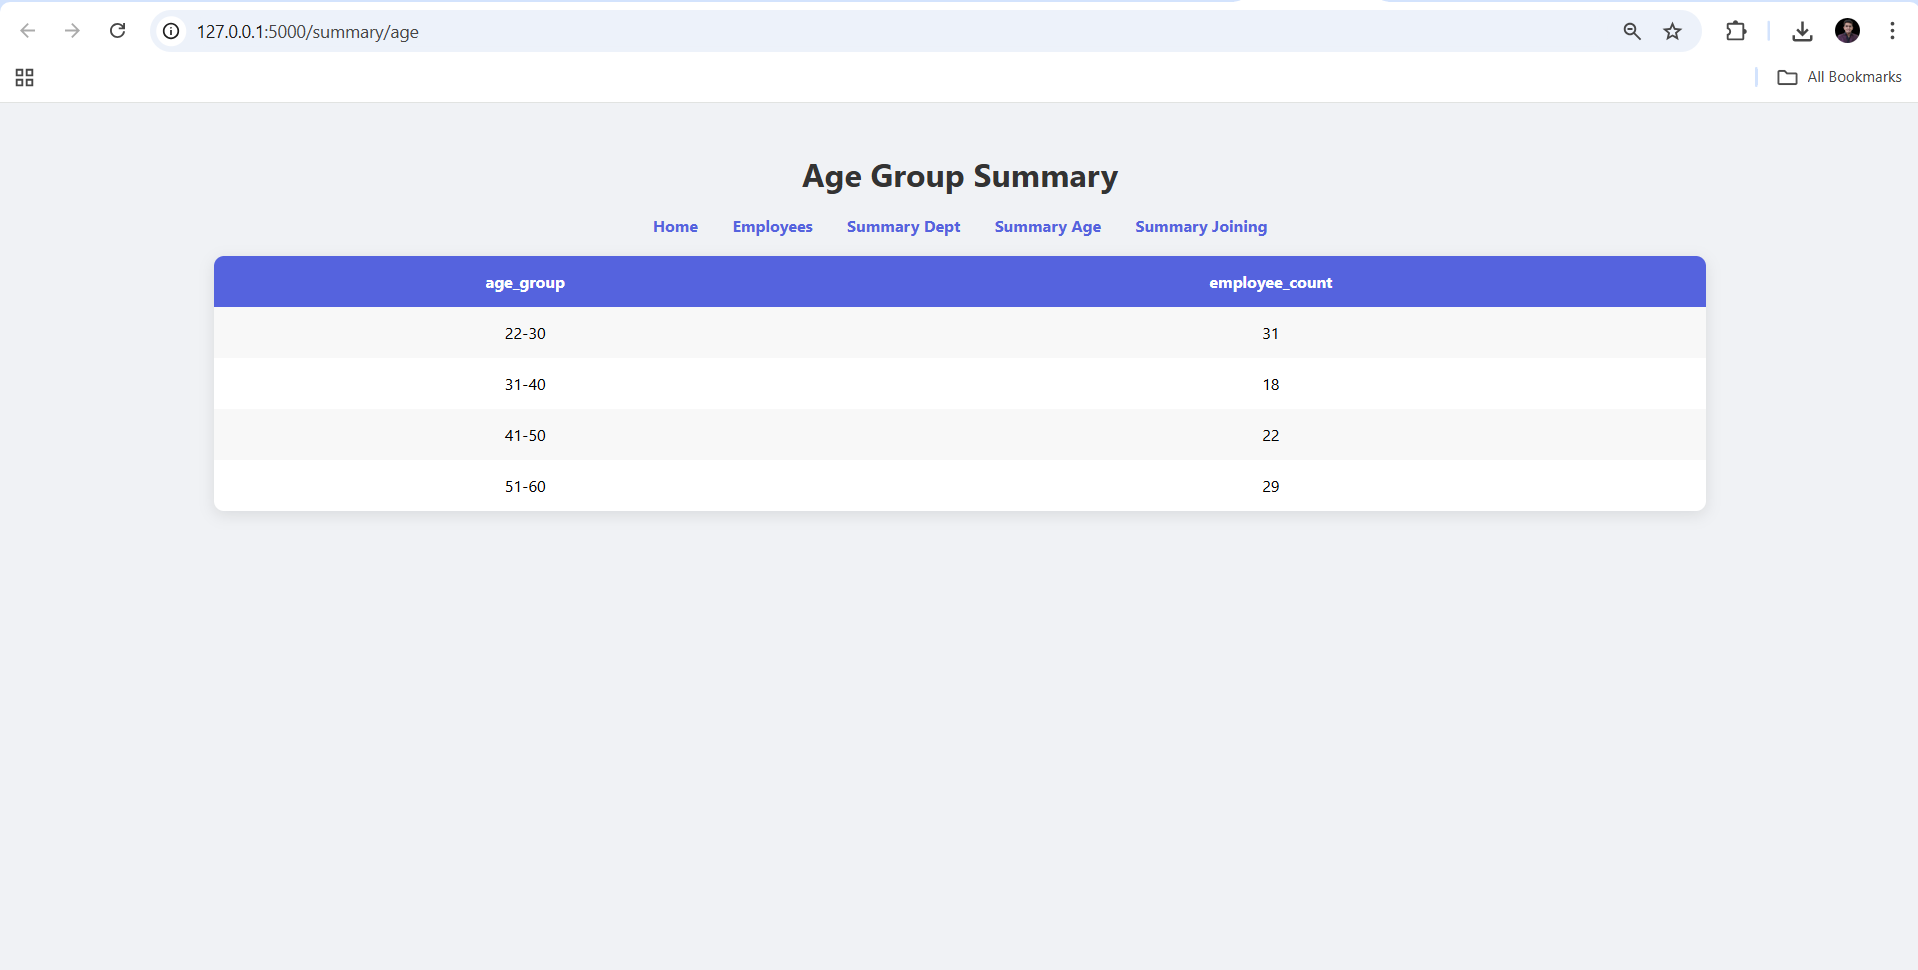 127.0.0.1:5000/summary/age
All Bookmarks
Age Group Summary
Home Employees Summary Dept Summary Age Summary Joining
age_group employee_count
22-30 31
31-40 18
41-50 22
51-60 29